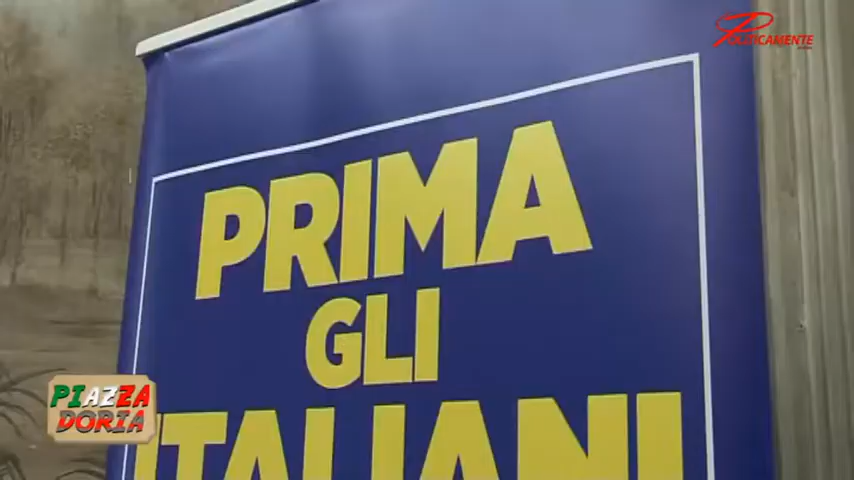 POLITICAMENTE
PRIMA
GLI
ITALIANI
PIAZZA
DORIA